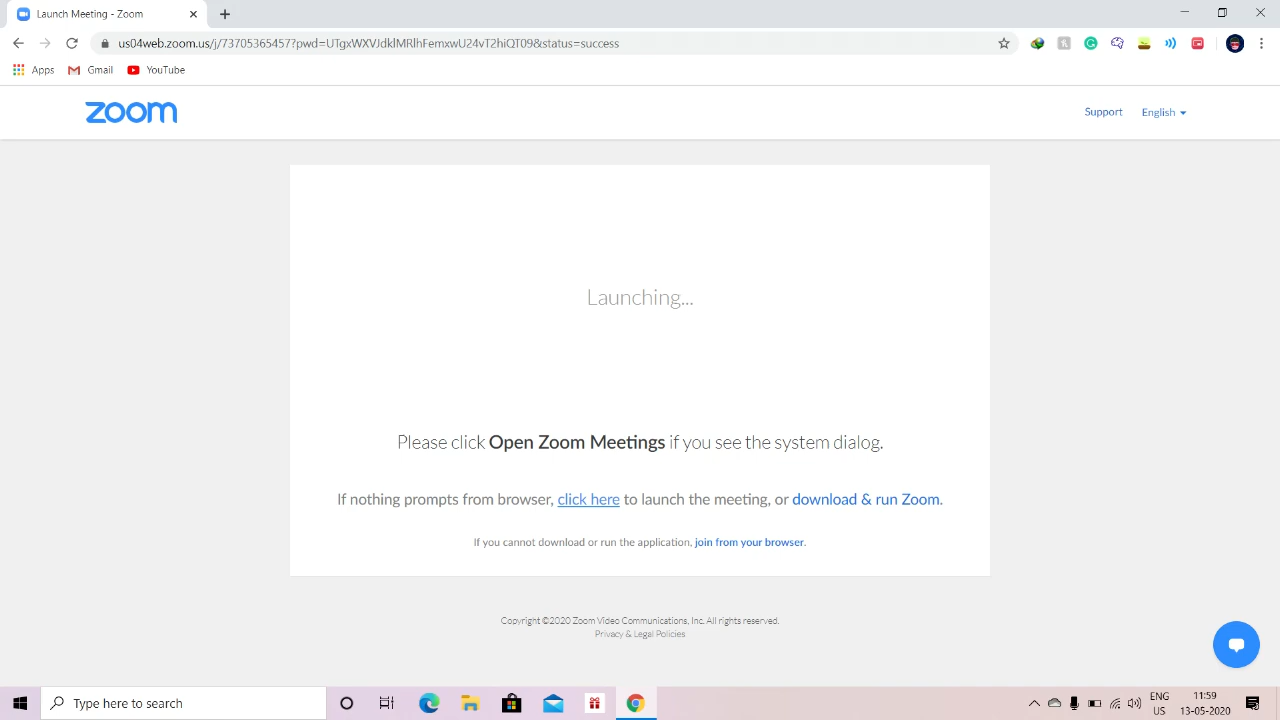 Launch Meeting - Zoom
us04web.zoom.us/j/73705365457?pwd=UTgxWXVJdklMRlhFemxwU24vT2hiQT09&status=success
Apps
Gmail
YouTube
zoom
Support
English
Launching...
Please click Open Zoom Meetings if you see the system dialog.
If nothing prompts from browser, click here to launch the meeting, or download & run Zoom.
If you cannot download or run the application, join from your browser.
Copyright ©2020 Zoom Video Communications, Inc. All rights reserved.
Privacy & Legal Policies
Type here to search
ENG
US
11:59
13-05-2020